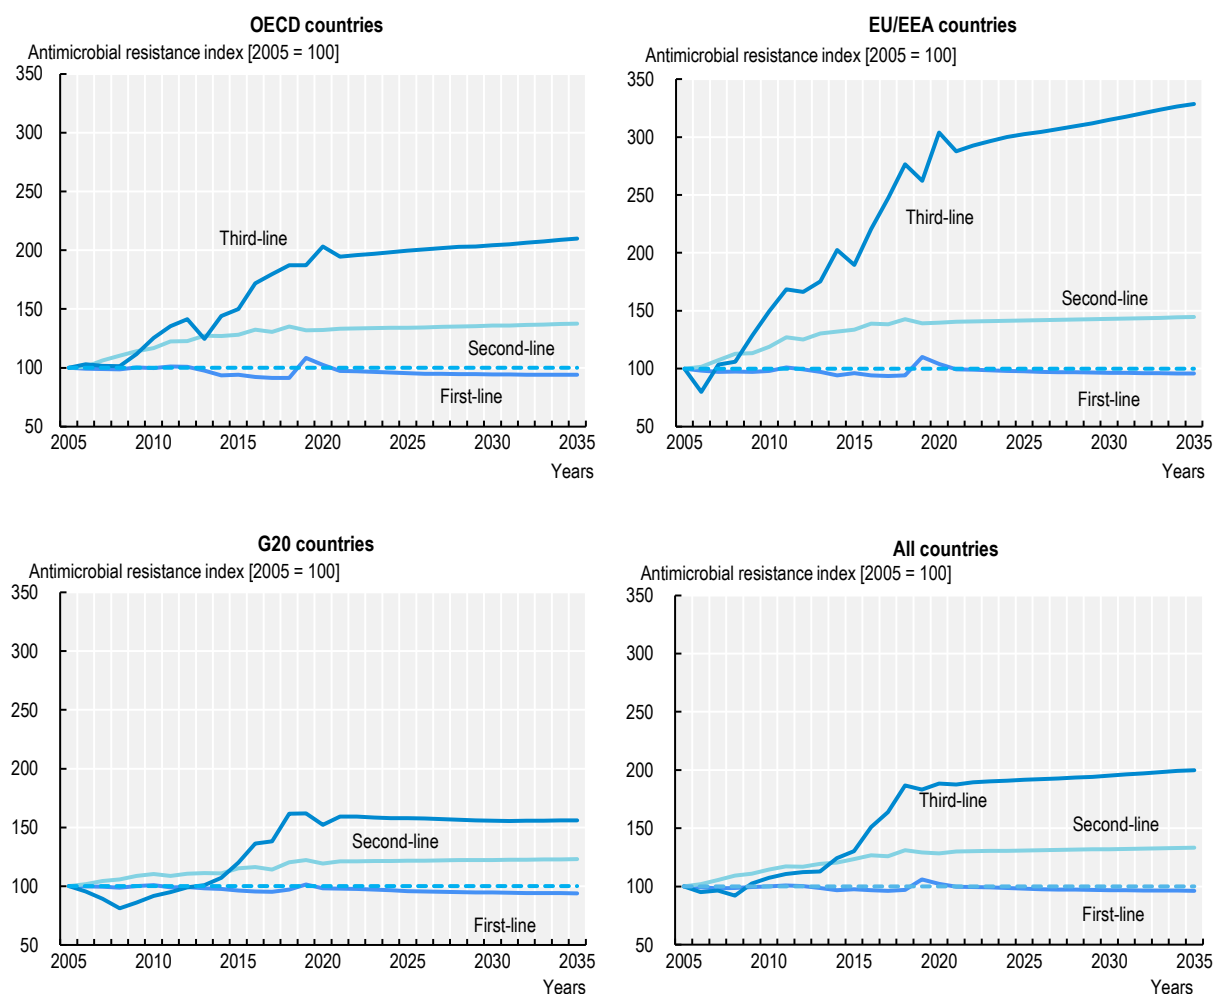 OECD countries
Antimicrobial resistance index [2005 = 100]
350
300
250
200
150
100
50
Third-line
Second-line
First-line
2005 2010 2015 2020 2025 2030 2035
Years
EU/EEA countries
Antimicrobial resistance index [2005 = 100]
350
300
250
200
150
100
50
Third-line
Second-line
First-line
2005 2010 2015 2020 2025 2030 2035
Years
G20 countries
Antimicrobial resistance index [2005 = 100]
350
300
250
200
150
100
50
Second-line
First-line
2005 2010 2015 2020 2025 2030 2035
Years
All countries
Antimicrobial resistance index [2005 = 100]
350
300
250
200
150
100
50
Third-line
Second-line
First-line
2005 2010 2015 2020 2025 2030 2035
Years